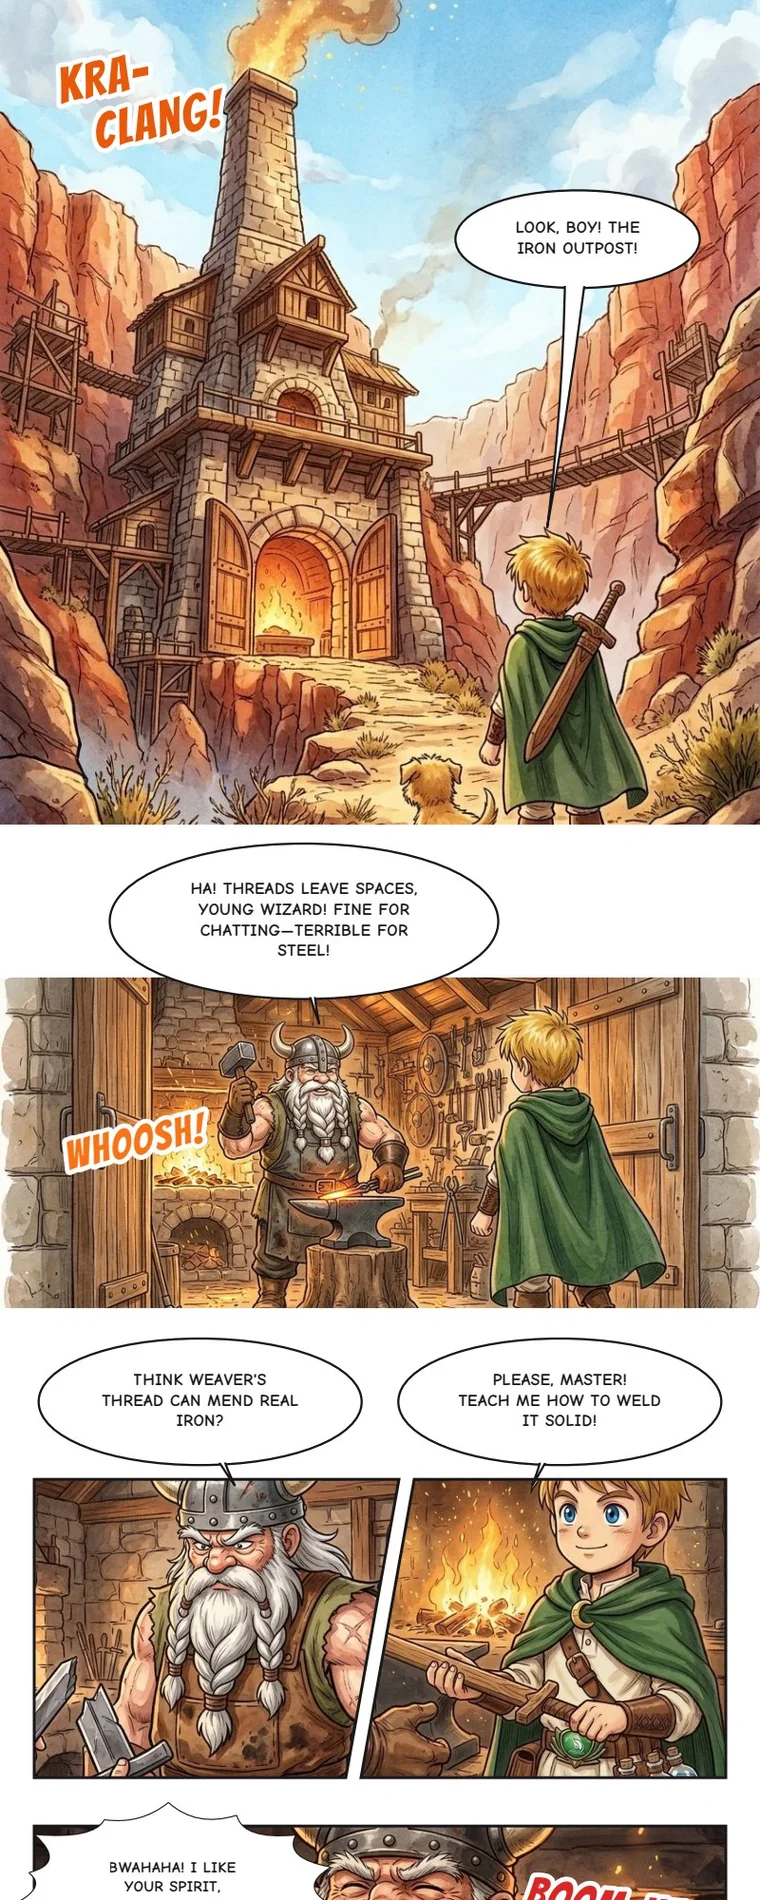 KRA-
CLANG!
LOOK, BOY! THE
IRON OUTPOST!
HA! THREADS LEAVE SPACES,
YOUNG WIZARD! FINE FOR
CHATTING—TERRIBLE FOR
STEEL!
WHOOSH!
THINK WEAVER'S
THREAD CAN MEND REAL
IRON?
PLEASE, MASTER!
TEACH ME HOW TO WELD
IT SOLID!
BWAHAHA! I LIKE
YOUR SPIRIT,